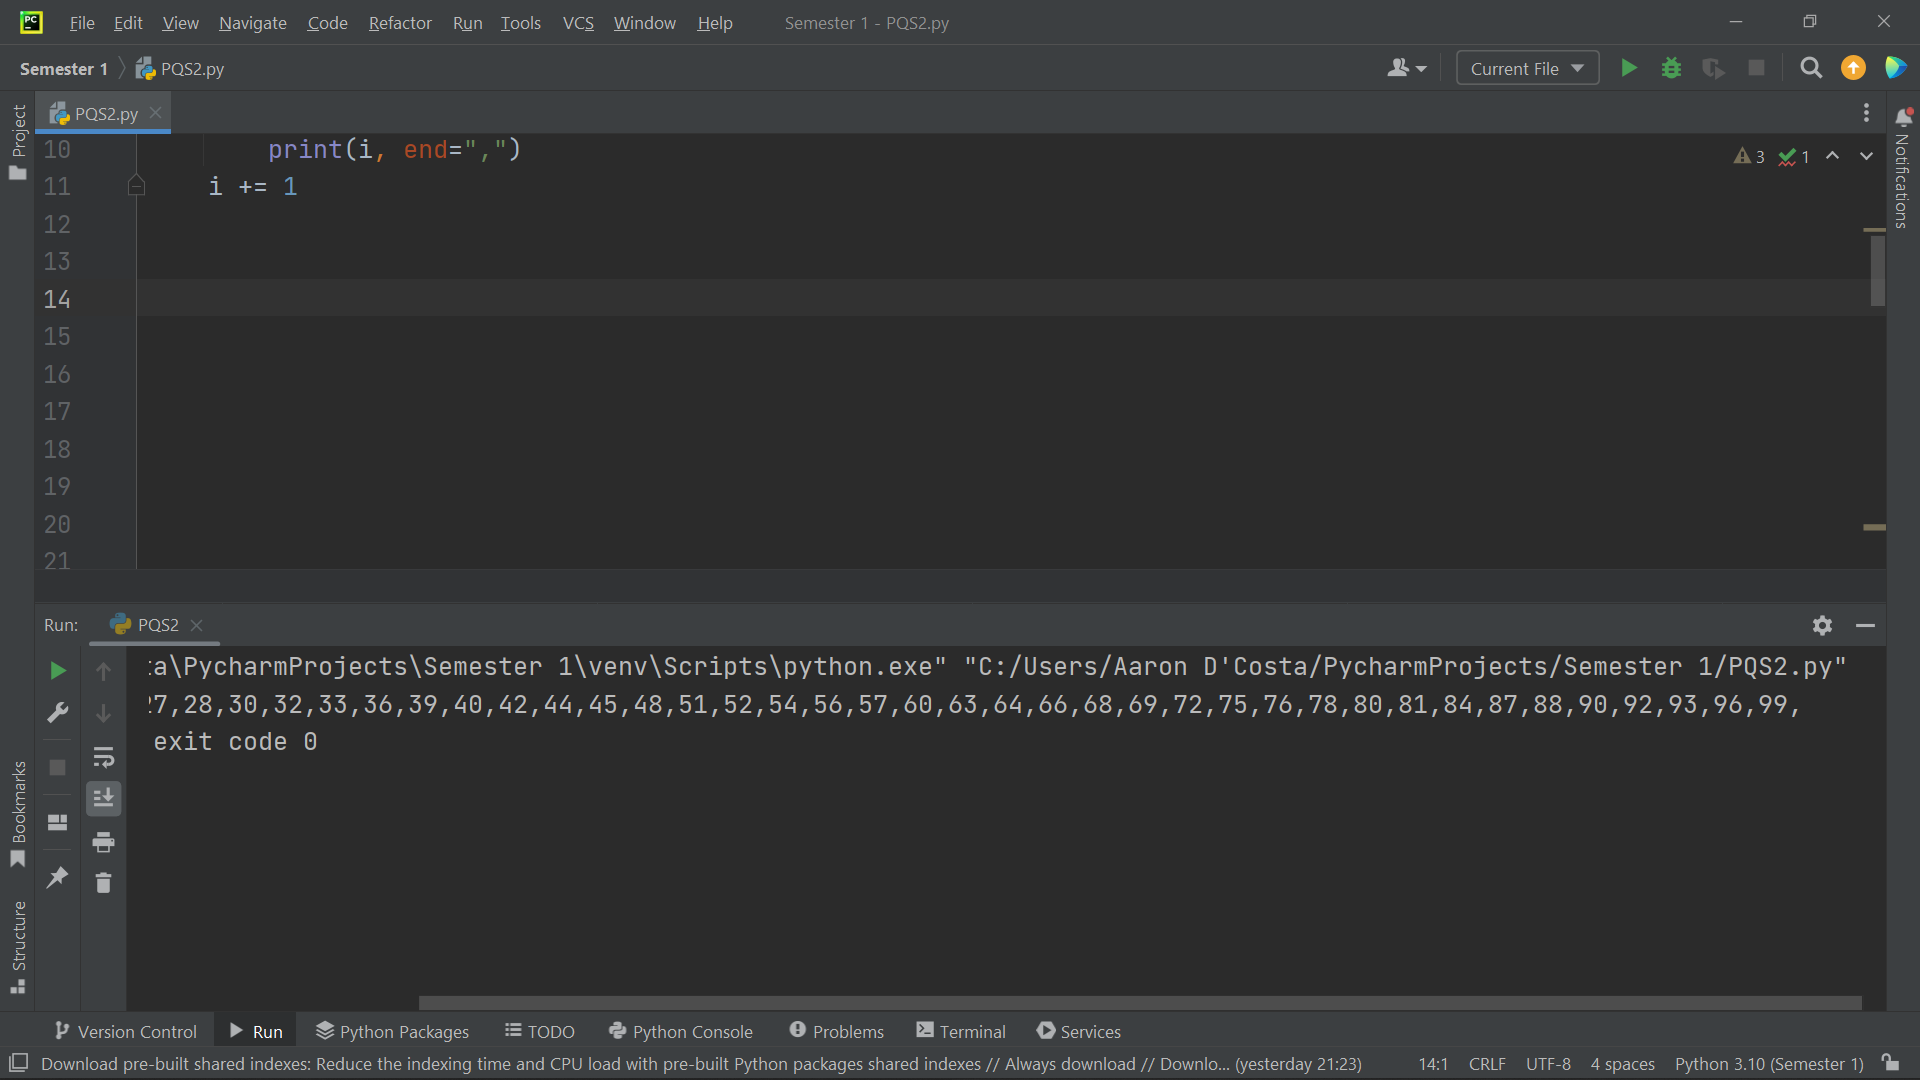 PC File Edit View Navigate Code Refactor Run Tools VCS Window Help Semester 1 - PQS2.py
Semester 1 PQS2.py Current File
Project
PQS2.py
Notifications
3 1
10 print(i, end=",")
11 i += 1
12
13
14
15
16
17
18
19
20
21
Run: PQS2
a\PycharmProjects\Semester 1\venv\Scripts\python.exe" "C:/Users/Aaron D'Costa/PycharmProjects/Semester 1/PQS2.py"
27,28,30,32,33,36,39,40,42,44,45,48,51,52,54,56,57,60,63,64,66,68,69,72,75,76,78,80,81,84,87,88,90,92,93,96,99,
exit code 0
Bookmarks
Structure
Version Control Run Python Packages TODO Python Console Problems Terminal Services
Download pre-built shared indexes: Reduce the indexing time and CPU load with pre-built Python packages shared indexes // Always download // Downlo... (yesterday 21:23) 14:1 CRLF UTF-8 4 spaces Python 3.10 (Semester 1)